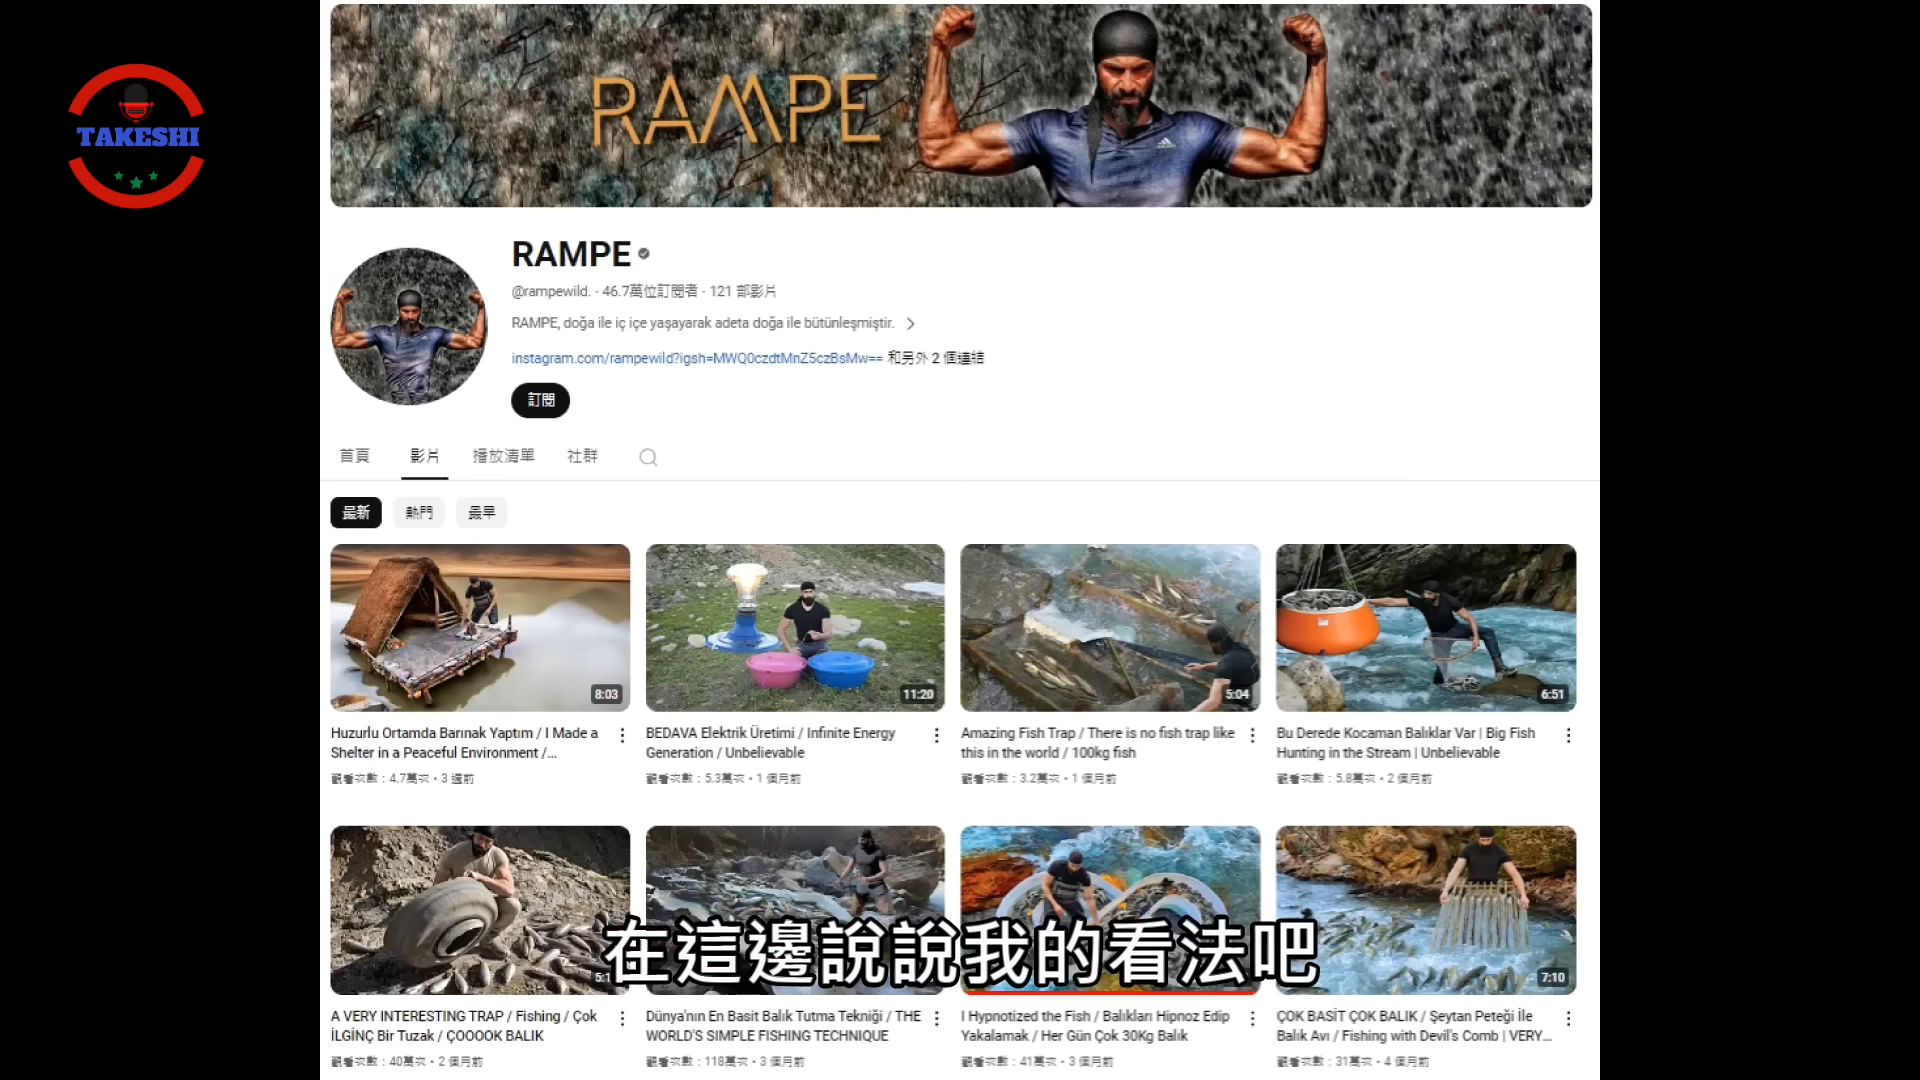 TAKESHI
RAMPE
RAMPE
@rampewild. · 46.7萬位訂閱者 · 121 部影片
RAMPE, doğa ile iç içe yaşayarak adeta doğa ile bütünleşmiştir.
instagram.com/rampewild?igsh=MWQ0czdtMnZ5czBsMw== 和另外 2 個連結
訂閱
首頁 影片 播放清單 社群
最新 熱門 最早
8:03 11:20 5:04 6:51
Huzurlu Ortamda Barınak Yaptım / I Made a
Shelter in a Peaceful Environment /...
觀看次數：4.7萬次 · 3 週前
BEDAVA Elektrik Üretimi / Infinite Energy
Generation / Unbelievable
觀看次數：5.3萬次 · 1 個月前
Amazing Fish Trap / There is no fish trap like
this in the world / 100kg fish
觀看次數：3.2萬次 · 1 個月前
Bu Derede Kocaman Balıklar Var | Big Fish
Hunting in the Stream | Unbelievable
觀看次數：5.8萬次 · 2 個月前
在這邊說說我的看法吧
7:10
A VERY INTERESTING TRAP / Fishing / Çok
İLGİNÇ Bir Tuzak / ÇOOOOK BALIK
觀看次數：40萬次 · 2 個月前
Dünya'nın En Basit Balık Tutma Tekniği / THE
WORLD'S SIMPLE FISHING TECHNIQUE
觀看次數：118萬次 · 3 個月前
I Hypnotized the Fish / Balıkları Hipnoz Edip
Yakalamak / Her Gün Çok 30Kg Balık
觀看次數：41萬次 · 3 個月前
ÇOK BASİT ÇOK BALIK / Şeytan Peteği İle
Balık Avı / Fishing with Devil's Comb | VERY...
觀看次數：31萬次 · 4 個月前